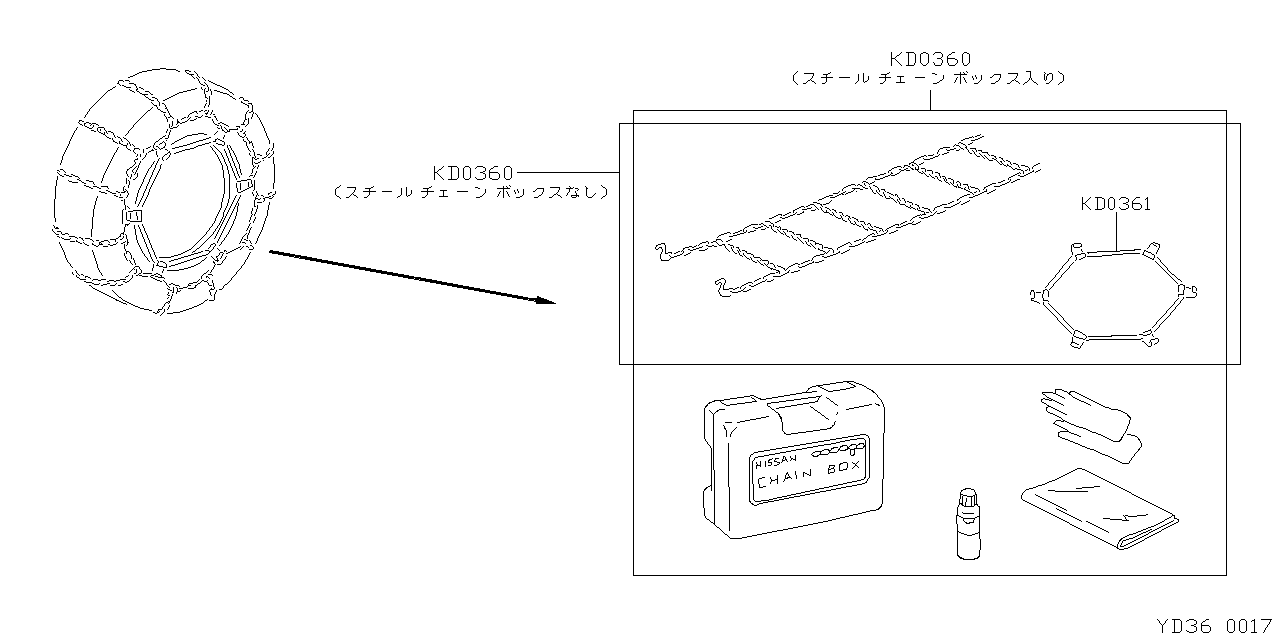 KD0360
(スチール チェーン ボックス入り)
KD0360
(スチール チェーン ボックスなし)
KD0361
NISSAN
CHAIN BOX
YD36 0017